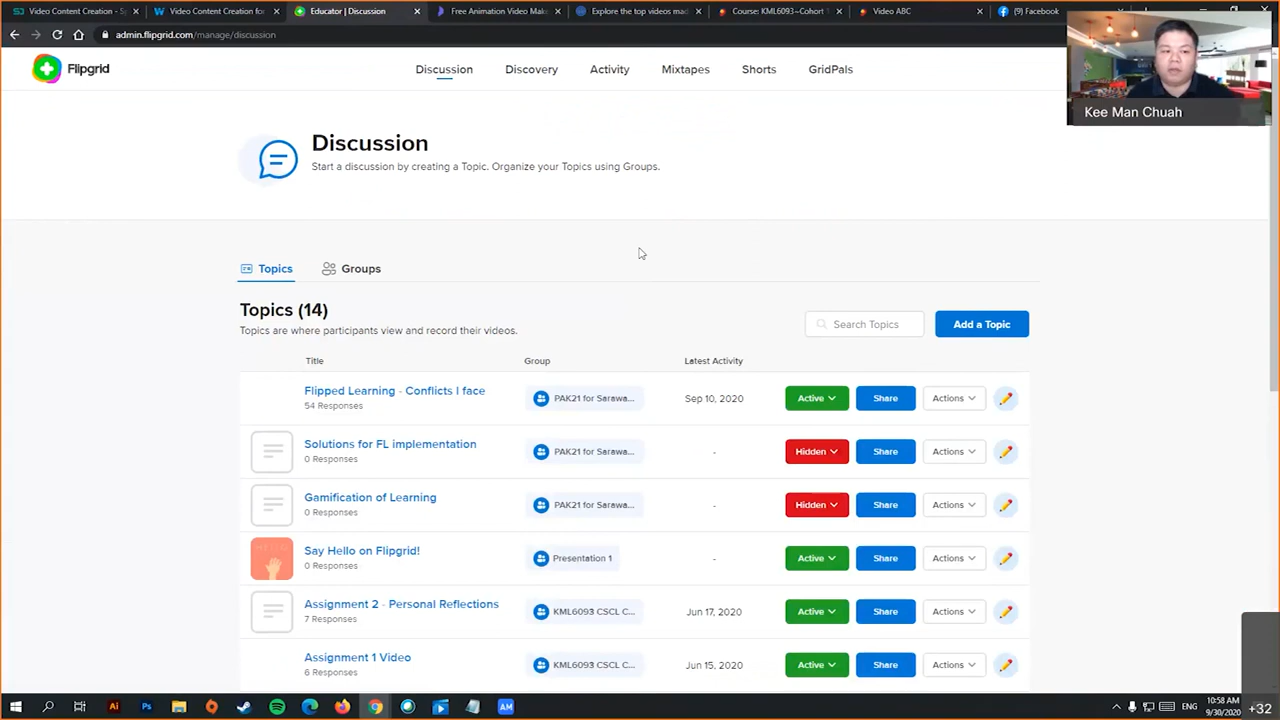 Video Content Creation - S
Video Content Creation for
Educator | Discussion
Free Animation Video Mak
Explore the top videos mad
Course: KML6093~Cohort
Video ABC
(9) Facebook
admin.flipgrid.com/manage/discussion
Flipgrid
Discussion
Discovery
Activity
Mixtapes
Shorts
GridPals
Kee Man Chuah
Discussion
Start a discussion by creating a Topic. Organize your Topics using Groups.
Topics
Groups
Topics (14)
Topics are where participants view and record their videos.
Search Topics
Add a Topic
Title
Group
Latest Activity
Flipped Learning - Conflicts I face
54 Responses
PAK21 for Sarawa...
Sep 10, 2020
Active
Share
Actions
Solutions for FL implementation
0 Responses
PAK21 for Sarawa...
-
Hidden
Share
Actions
Gamification of Learning
0 Responses
PAK21 for Sarawa...
-
Hidden
Share
Actions
HELLO
Say Hello on Flipgrid!
0 Responses
Presentation 1
-
Active
Share
Actions
Assignment 2 - Personal Reflections
7 Responses
KML6093 CSCL C...
Jun 17, 2020
Active
Share
Actions
Assignment 1 Video
6 Responses
KML6093 CSCL C...
Jun 15, 2020
Active
Share
Actions
Ai
Ps
AM
10:58 AM
9/30/2020
+32